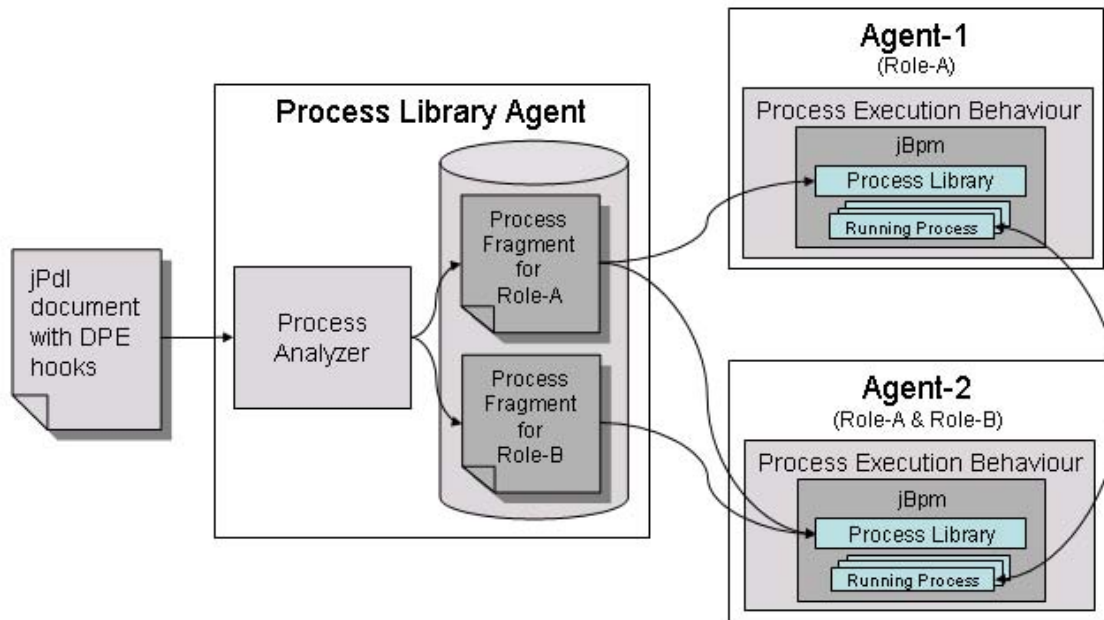 jPdl
document
with DPE
hooks
Process Library Agent
Process
Analyzer
Process
Fragment
for
Role-A
Process
Fragment
for
Role-B
Agent-1
(Role-A)
Process Execution Behaviour
jBpm
Process Library
Running Process
Agent-2
(Role-A & Role-B)
Process Execution Behaviour
jBpm
Process Library
Running Process